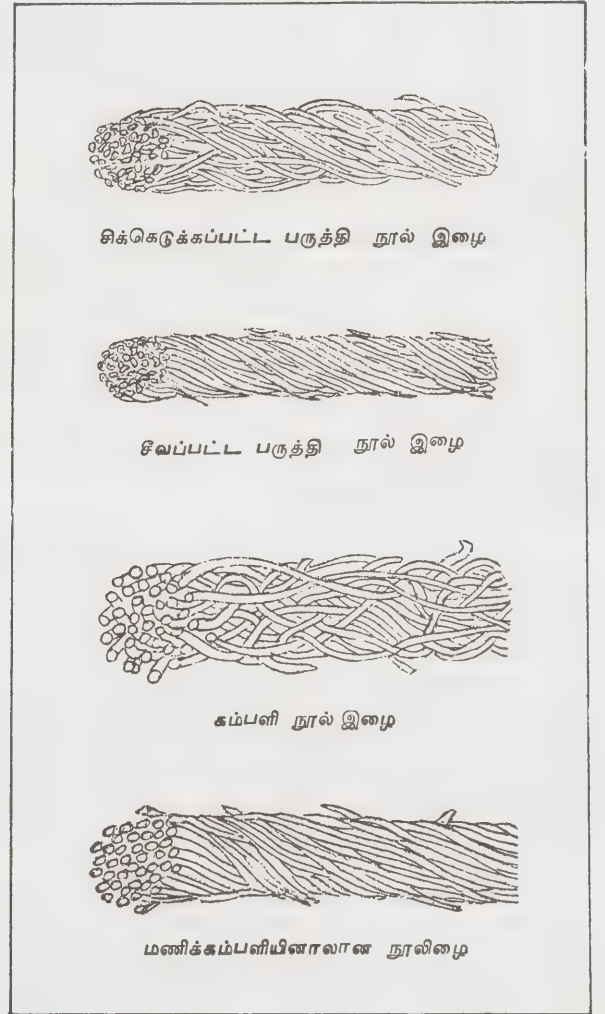 சிக்கெடுக்கப்பட்ட பருத்தி நூல் இழை
சீவப்பட்ட பருத்தி நூல் இழை
கம்பளி நூல் இழை
மணிக்கம்பளியினாலான நூலிழை